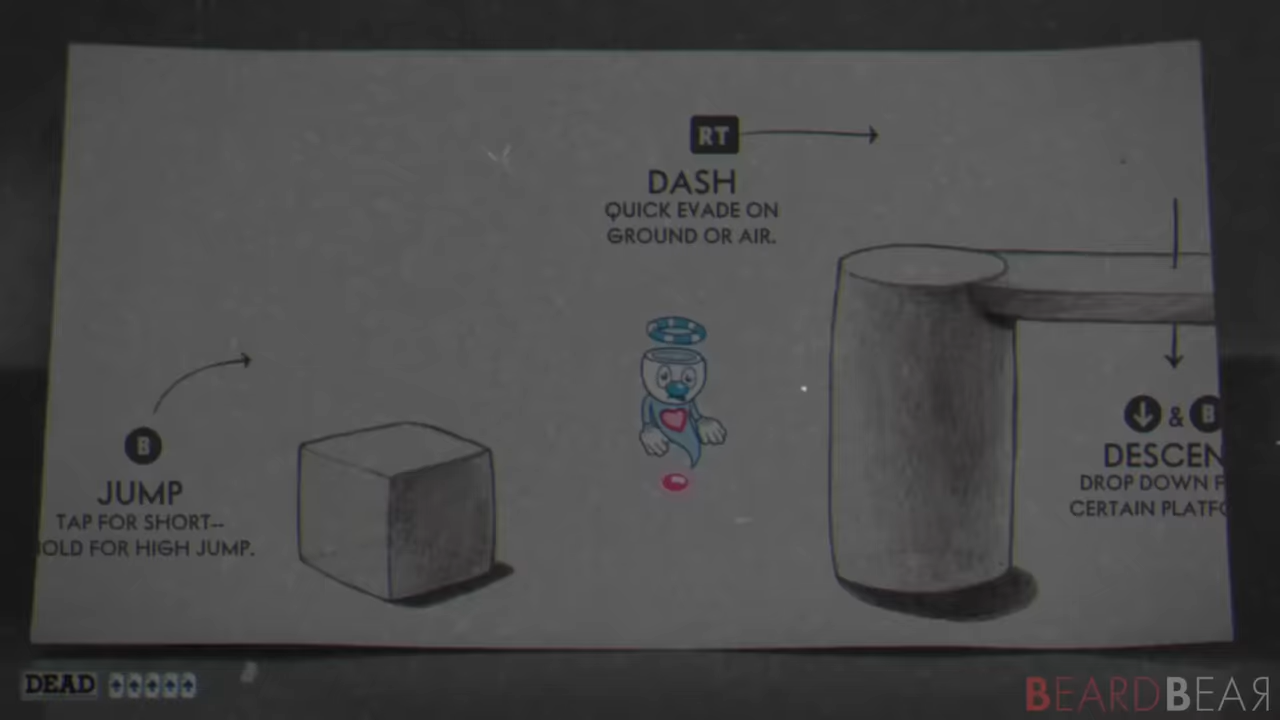 RT
DASH
QUICK EVADE ON
GROUND OR AIR.
B
JUMP
TAP FOR SHORT--
OLD FOR HIGH JUMP.
& B
DESCEN
DROP DOWN F
CERTAIN PLATFO
DEAD
BEARDBEAR